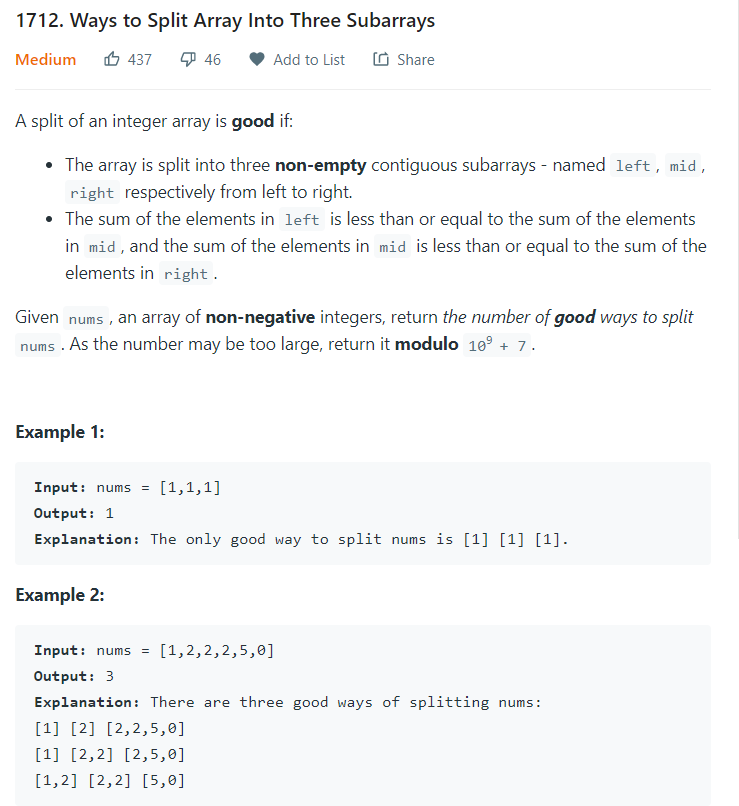 1712. Ways to Split Array Into Three Subarrays
Medium 437 46 Add to List Share
A split of an integer array is good if:
• The array is split into three non-empty contiguous subarrays - named left, mid,
right respectively from left to right.
• The sum of the elements in left is less than or equal to the sum of the elements
in mid, and the sum of the elements in mid is less than or equal to the sum of the
elements in right.
Given nums, an array of non-negative integers, return the number of good ways to split
nums. As the number may be too large, return it modulo 10⁹ + 7.
Example 1:
Input: nums = [1,1,1]
Output: 1
Explanation: The only good way to split nums is [1] [1] [1].
Example 2:
Input: nums = [1,2,2,2,5,0]
Output: 3
Explanation: There are three good ways of splitting nums:
[1] [2] [2,2,5,0]
[1] [2,2] [2,5,0]
[1,2] [2,2] [5,0]